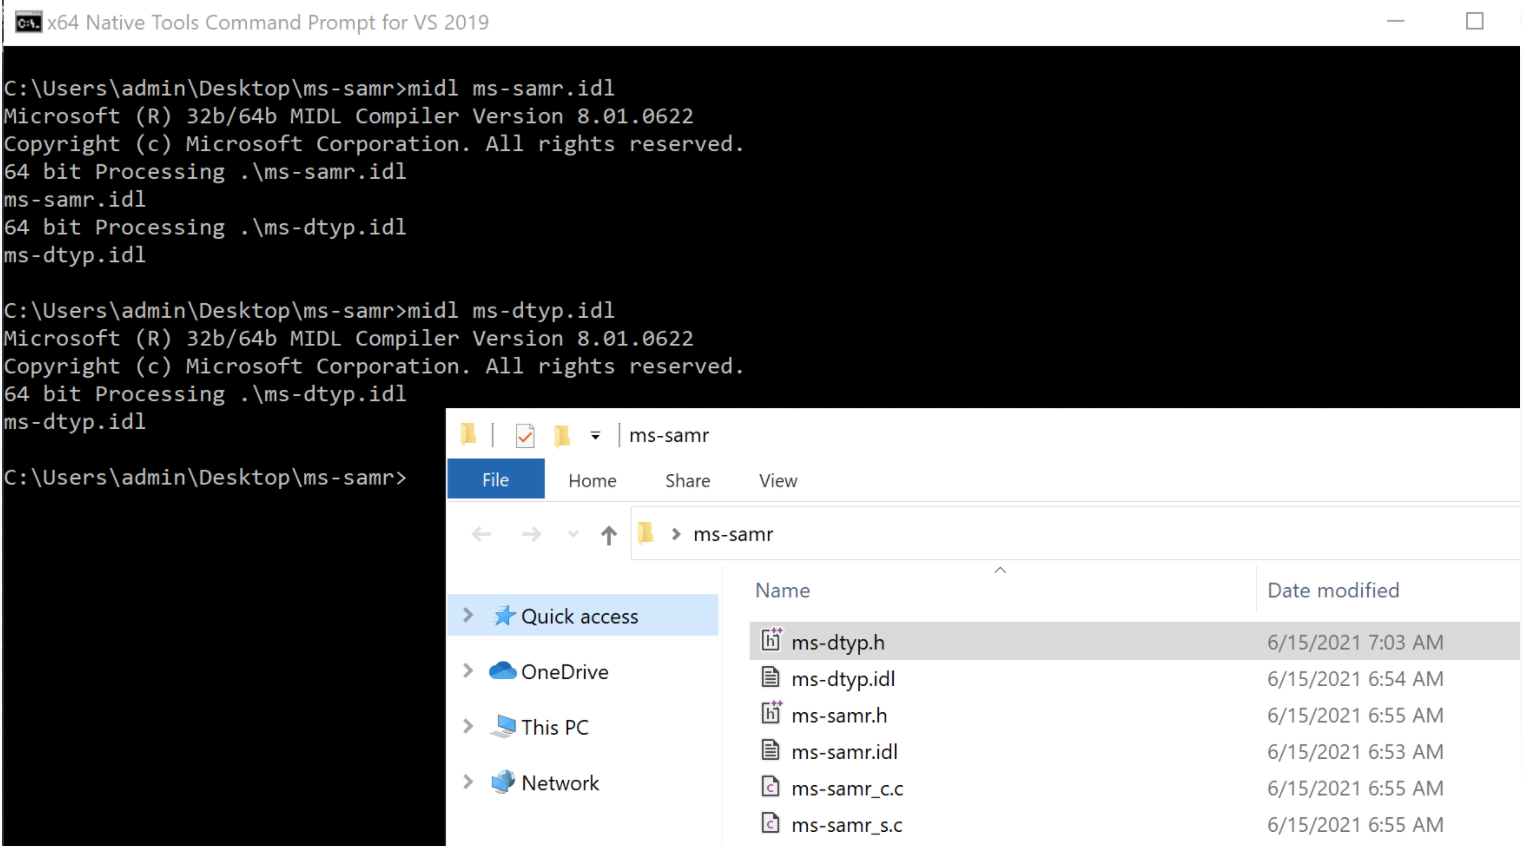 x64 Native Tools Command Prompt for VS 2019
C:\Users\admin\Desktop\ms-samr>midl ms-samr.idl
Microsoft (R) 32b/64b MIDL Compiler Version 8.01.0622
Copyright (c) Microsoft Corporation. All rights reserved.
64 bit Processing .\ms-samr.idl
ms-samr.idl
64 bit Processing .\ms-dtyp.idl
ms-dtyp.idl
C:\Users\admin\Desktop\ms-samr>midl ms-dtyp.idl
Microsoft (R) 32b/64b MIDL Compiler Version 8.01.0622
Copyright (c) Microsoft Corporation. All rights reserved.
64 bit Processing .\ms-dtyp.idl
ms-dtyp.idl
C:\Users\admin\Desktop\ms-samr>
ms-samr
File Home Share View
ms-samr
Name Date modified
Quick access
OneDrive
This PC
Network
ms-dtyp.h 6/15/2021 7:03 AM
ms-dtyp.idl 6/15/2021 6:54 AM
ms-samr.h 6/15/2021 6:55 AM
ms-samr.idl 6/15/2021 6:53 AM
ms-samr_c.c 6/15/2021 6:55 AM
ms-samr_s.c 6/15/2021 6:55 AM